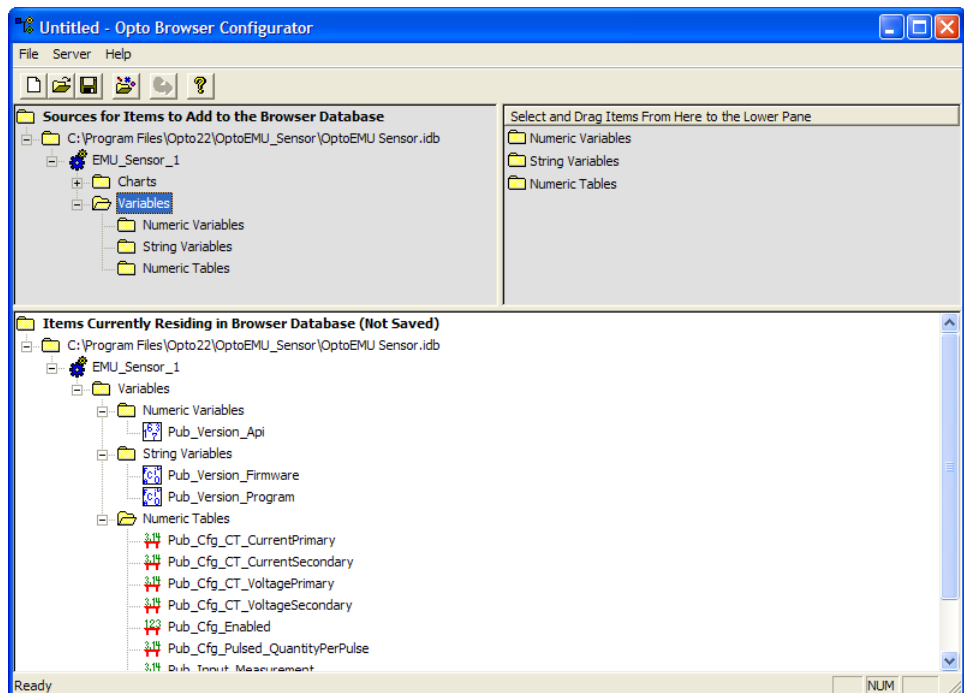 Untitled - Opto Browser Configurator
File Server Help
Sources for Items to Add to the Browser Database
C:\Program Files\Opto22\OptoEMU_Sensor\OptoEMU Sensor.idb
EMU_Sensor_1
Charts
Variables
Numeric Variables
String Variables
Numeric Tables
Select and Drag Items From Here to the Lower Pane
Numeric Variables
String Variables
Numeric Tables
Items Currently Residing in Browser Database (Not Saved)
C:\Program Files\Opto22\OptoEMU_Sensor\OptoEMU Sensor.idb
EMU_Sensor_1
Variables
Numeric Variables
Pub_Version_Api
String Variables
Pub_Version_Firmware
Pub_Version_Program
Numeric Tables
Pub_Cfg_CT_CurrentPrimary
Pub_Cfg_CT_CurrentSecondary
Pub_Cfg_CT_VoltagePrimary
Pub_Cfg_CT_VoltageSecondary
Pub_Cfg_Enabled
Pub_Cfg_Pulsed_QuantityPerPulse
Pub_Input_Measurement
Ready NUM